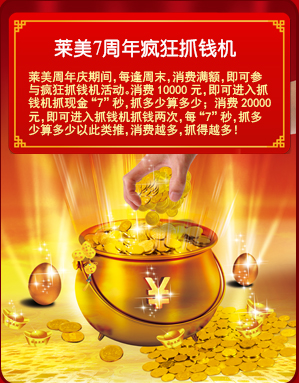 莱美7周年疯狂抓钱机
莱美周年庆期间，每逢周末，消费满额，即可参
与疯狂抓钱机活动。消费 10000 元，即可进入抓
钱机抓现金“7”秒，抓多少算多少；消费 20000
元，即可进入抓钱机抓钱两次，每“7”秒，抓多
少算多少以此类推，消费越多，抓得越多！
¥